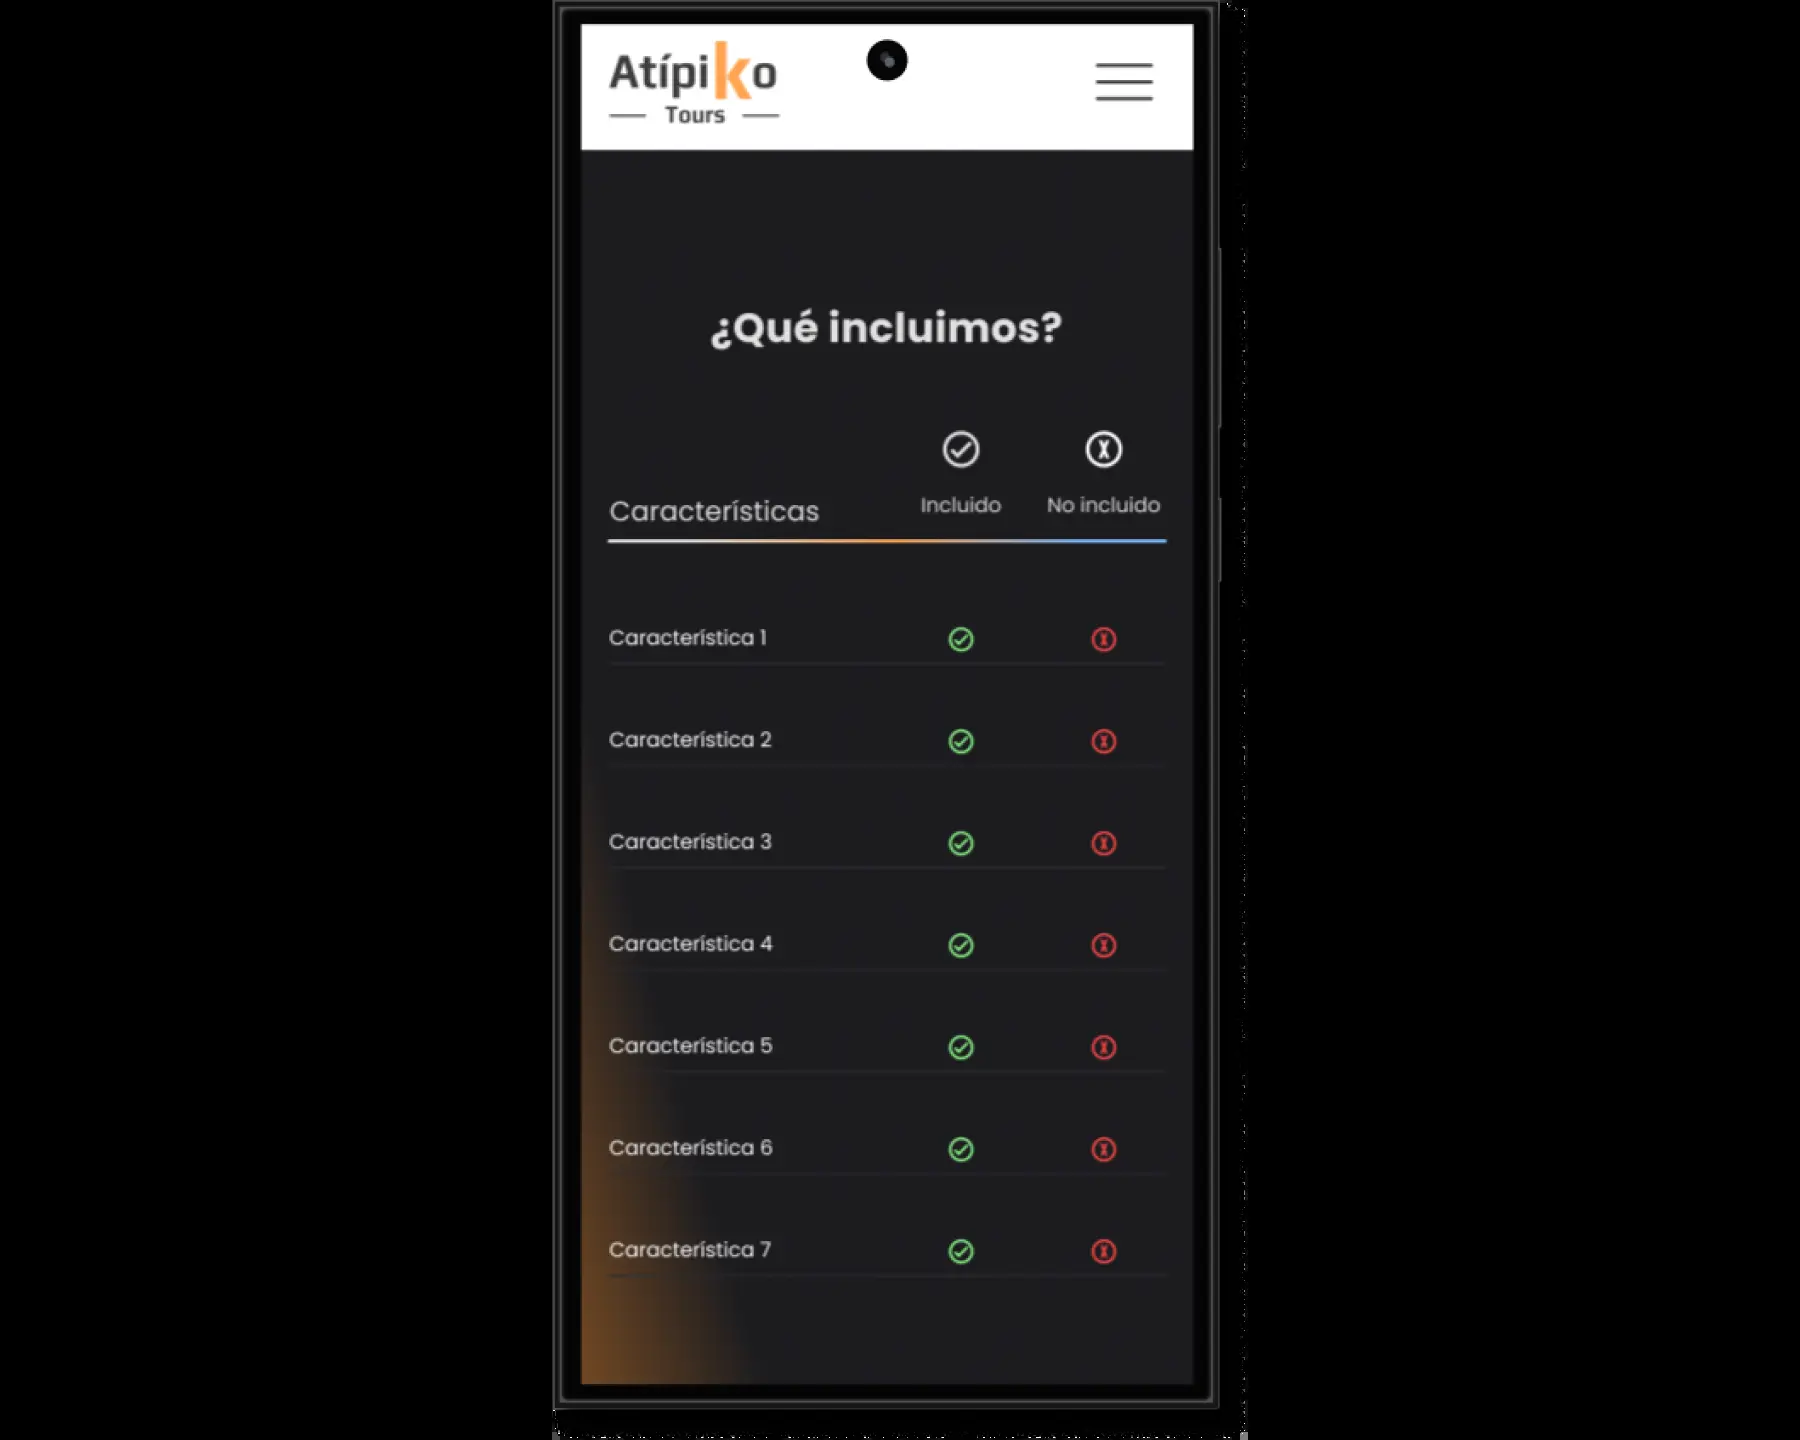 Atípiko
Tours
¿Qué incluimos?
Características Incluido No incluido
Característica 1
Característica 2
Característica 3
Característica 4
Característica 5
Característica 6
Característica 7